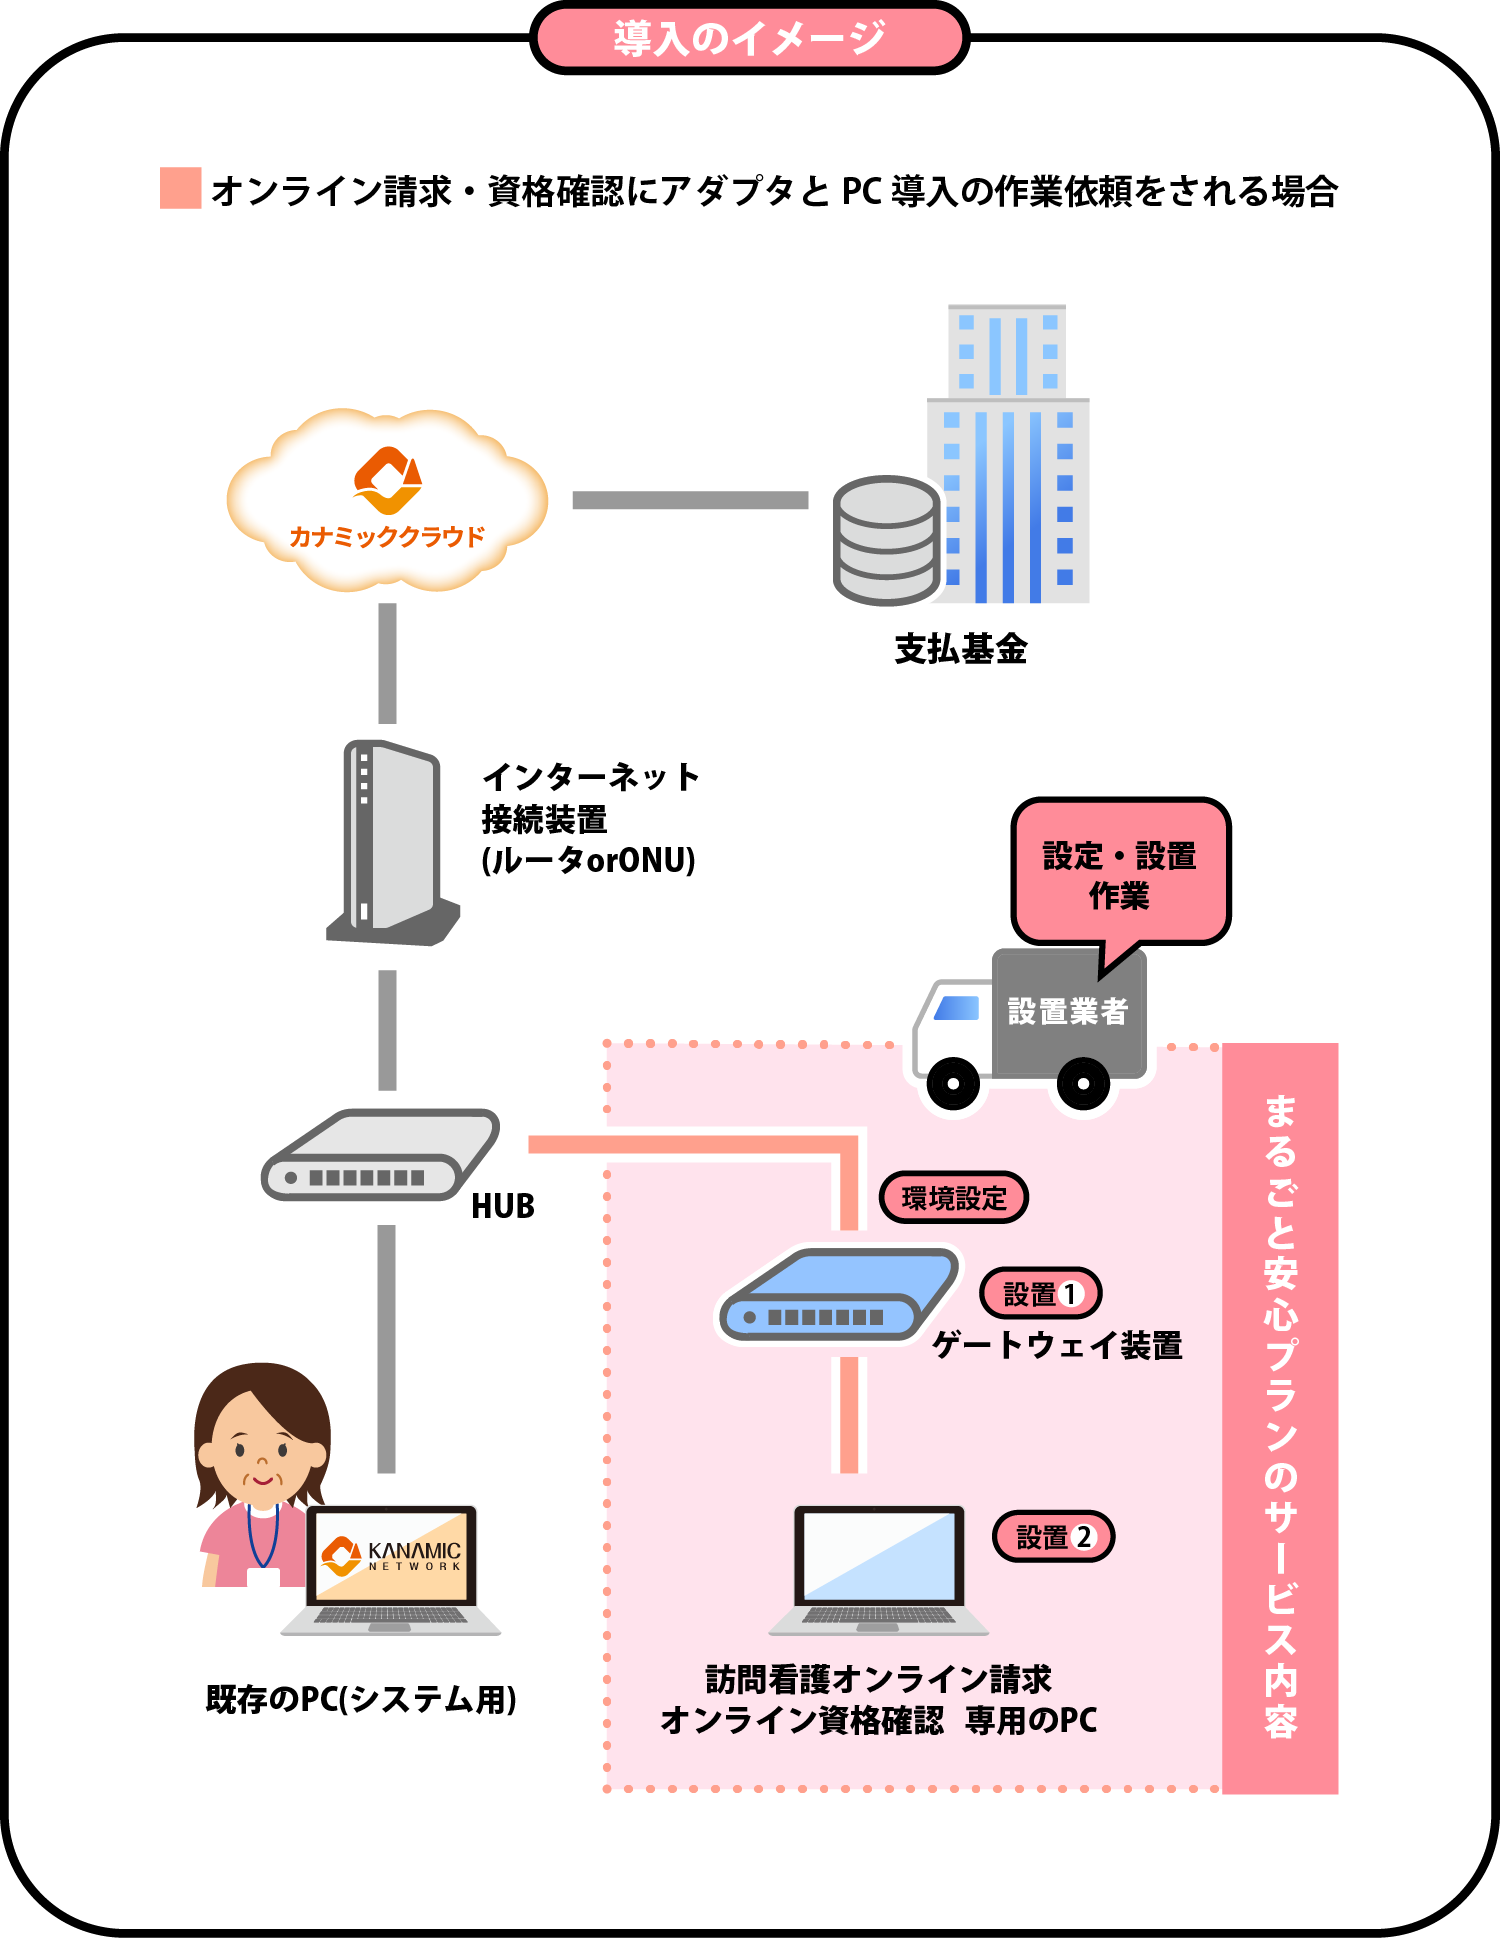 導入のイメージ
オンライン請求・資格確認にアダプタと PC 導入の作業依頼をされる場合
カナミッククラウド
支払基金
インターネット
接続装置
(ルータorONU)
設定・設置
作業
設置業者
HUB
環境設定
設置1
ゲートウェイ装置
KANAMIC
NETWORK
設置2
既存のPC(システム用)
訪問看護オンライン請求
オンライン資格確認 専用のPC
まるごと安心プランのサービス内容